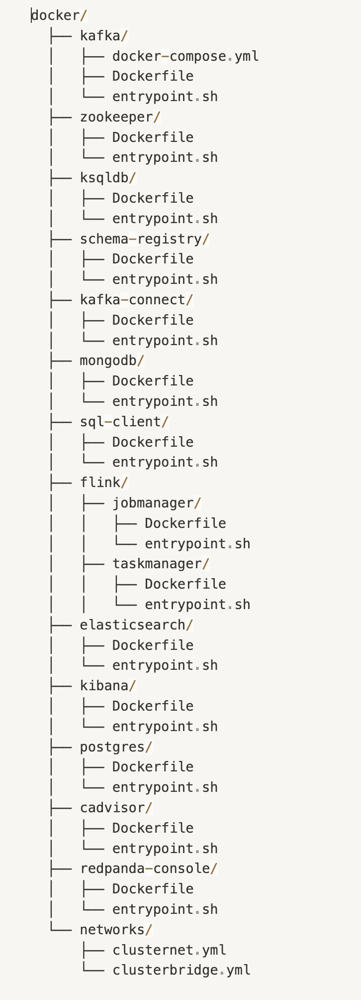 docker/
├── kafka/
│   ├── docker-compose.yml
│   ├── Dockerfile
│   └── entrypoint.sh
├── zookeeper/
│   ├── Dockerfile
│   └── entrypoint.sh
├── ksqldb/
│   ├── Dockerfile
│   └── entrypoint.sh
├── schema-registry/
│   ├── Dockerfile
│   └── entrypoint.sh
├── kafka-connect/
│   ├── Dockerfile
│   └── entrypoint.sh
├── mongodb/
│   ├── Dockerfile
│   └── entrypoint.sh
├── sql-client/
│   ├── Dockerfile
│   └── entrypoint.sh
├── flink/
│   ├── jobmanager/
│   │   ├── Dockerfile
│   │   └── entrypoint.sh
│   ├── taskmanager/
│   │   ├── Dockerfile
│   │   └── entrypoint.sh
├── elasticsearch/
│   ├── Dockerfile
│   └── entrypoint.sh
├── kibana/
│   ├── Dockerfile
│   └── entrypoint.sh
├── postgres/
│   ├── Dockerfile
│   └── entrypoint.sh
├── cadvisor/
│   ├── Dockerfile
│   └── entrypoint.sh
├── redpanda-console/
│   ├── Dockerfile
│   └── entrypoint.sh
└── networks/
    ├── clusternet.yml
    └── clusterbridge.yml